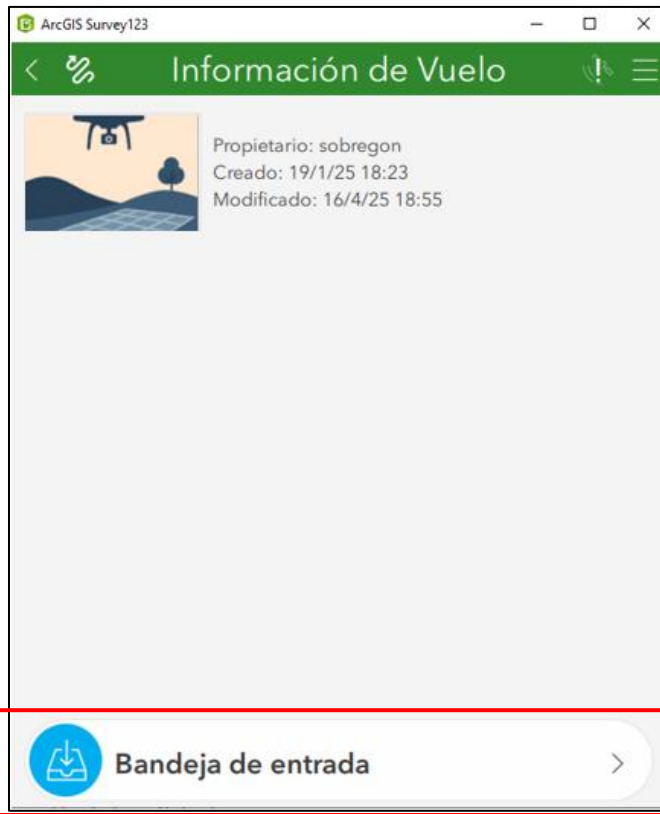 ArcGIS Survey123
Información de Vuelo
Propietario: sobregon
Creado: 19/1/25 18:23
Modificado: 16/4/25 18:55
Bandeja de entrada